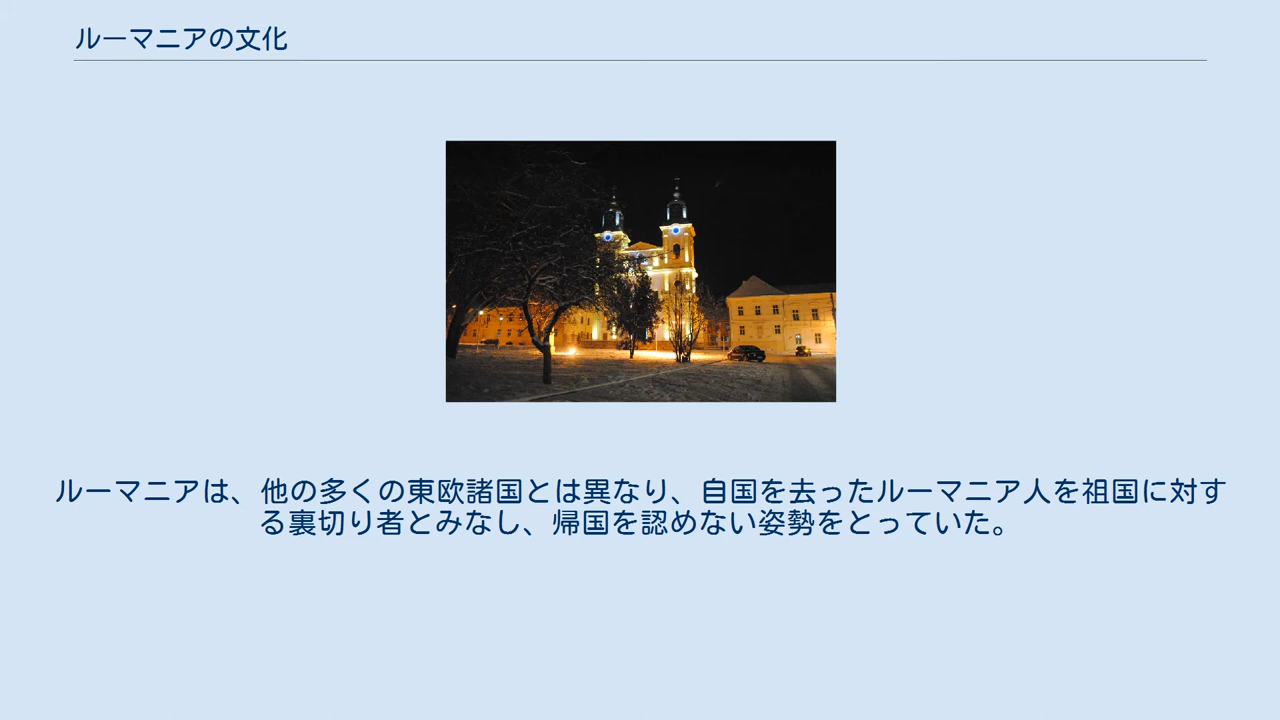 ルーマニアの文化
ルーマニアは、他の多くの東欧諸国とは異なり、自国を去ったルーマニア人を祖国に対す
る裏切り者とみなし、帰国を認めない姿勢をとっていた。